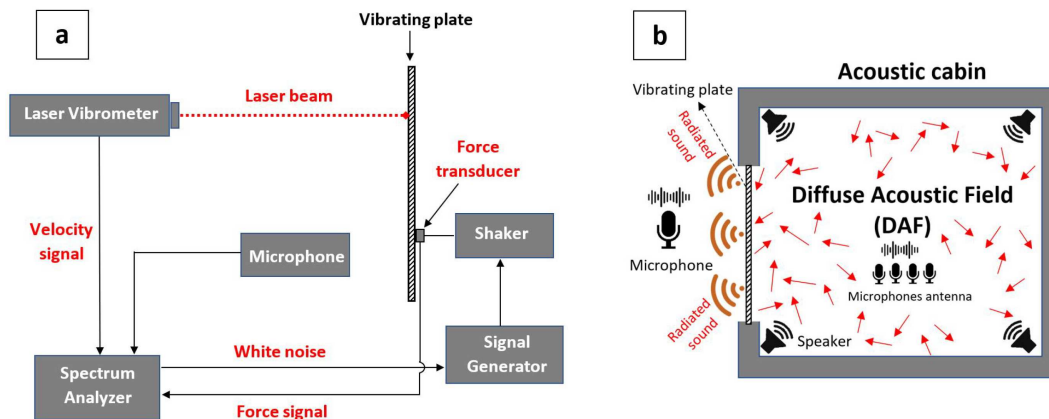 a
Vibrating plate
Laser Vibrometer
Laser beam
Force
transducer
Velocity
signal
Microphone
Shaker
White noise
Signal
Generator
Spectrum
Analyzer
Force signal
b
Acoustic cabin
Vibrating plate
Radiated
sound
Diffuse Acoustic Field
(DAF)
Microphone
Microphones antenna
Radiated
sound
Speaker